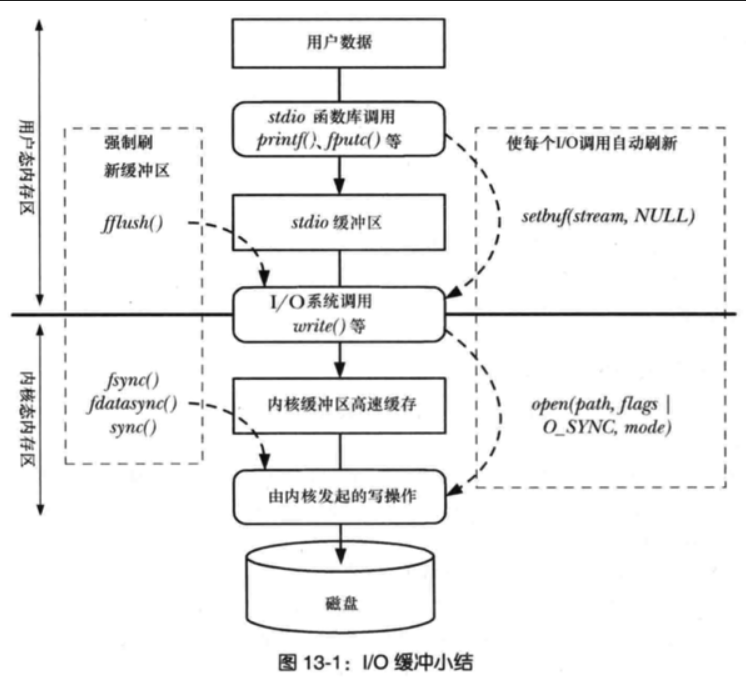 用户数据
stdio 函数库调用
printf()、fputc() 等
用户态内存区
强制刷
新缓冲区
fflush()
使每个I/O调用自动刷新
setbuf(stream, NULL)
stdio 缓冲区
I/O系统调用
write() 等
内核态内存区
fsync()
fdatasync()
sync()
内核缓冲区高速缓存
open(path, flags |
O_SYNC, mode)
由内核发起的写操作
磁盘
图 13-1：I/O 缓冲小结